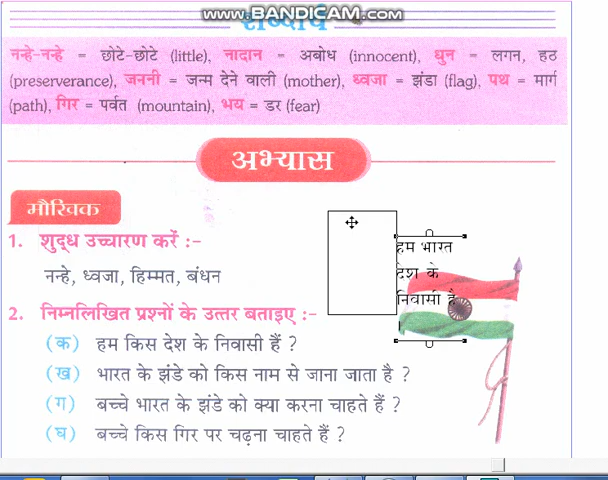 WWW.BANDICAM.COM
शब्दार्थ
नन्हे-नन्हे = छोटे-छोटे (little), नादान = अबोध (innocent), धुन = लगन, हठ
(preserverance), जननी = जन्म देने वाली (mother), ध्वजा = झंडा (flag), पथ = मार्ग
(path), गिर = पर्वत (mountain), भय = डर (fear)
अभ्यास
मौखिक
1. शुद्ध उच्चारण करें :-
नन्हे, ध्वजा, हिम्मत, बंधन
हम भारत
देश के
निवासी है
2. निम्नलिखित प्रश्नों के उत्तर बताइए :-
(क) हम किस देश के निवासी हैं ?
(ख) भारत के झंडे को किस नाम से जाना जाता है ?
(ग) बच्चे भारत के झंडे को क्या करना चाहते हैं ?
(घ) बच्चे किस गिर पर चढ़ना चाहते हैं ?